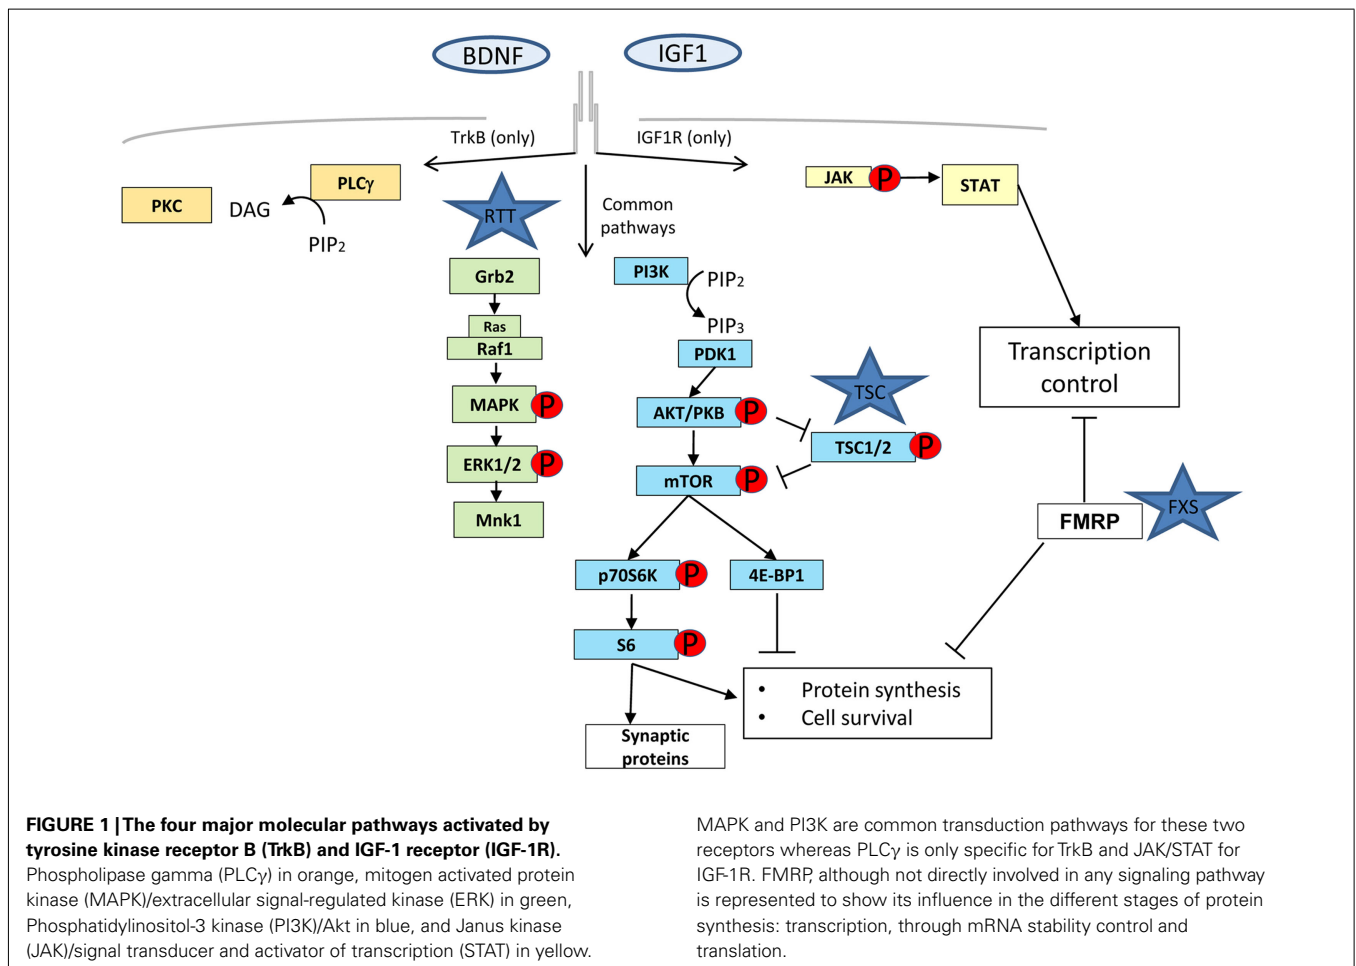 BDNF
IGF1
TrkB (only)
IGF1R (only)
PKC
DAG
PLCγ
PIP2
RTT
Common
pathways
JAK
P
STAT
Grb2
Ras
Raf1
MAPK
P
ERK1/2
P
Mnk1
PI3K
PIP2
PIP3
PDK1
AKT/PKB
P
TSC
TSC1/2
P
mTOR
P
Transcription
control
FMRP
FXS
p70S6K
P
4E-BP1
S6
P
Synaptic
proteins
• Protein synthesis
• Cell survival
FIGURE 1 | The four major molecular pathways activated by
tyrosine kinase receptor B (TrkB) and IGF-1 receptor (IGF-1R).
Phospholipase gamma (PLCγ) in orange, mitogen activated protein
kinase (MAPK)/extracellular signal-regulated kinase (ERK) in green,
Phosphatidylinositol-3 kinase (PI3K)/Akt in blue, and Janus kinase
(JAK)/signal transducer and activator of transcription (STAT) in yellow.
MAPK and PI3K are common transduction pathways for these two
receptors whereas PLCγ is only specific for TrkB and JAK/STAT for
IGF-1R. FMRP, although not directly involved in any signaling pathway
is represented to show its influence in the different stages of protein
synthesis: transcription, through mRNA stability control and
translation.